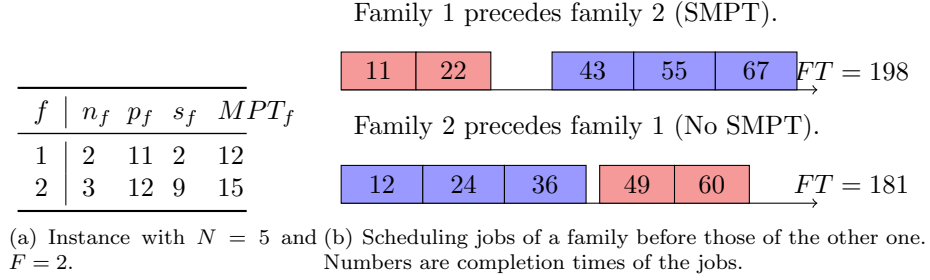 Family 1 precedes family 2 (SMPT).
11 22 43 55 67 FT = 198
Family 2 precedes family 1 (No SMPT).
12 24 36 49 60 FT = 181
f n_f p_f s_f MPT_f
1 2 11 2 12
2 3 12 9 15
(a) Instance with N = 5 and
F = 2.
(b) Scheduling jobs of a family before those of the other one.
Numbers are completion times of the jobs.